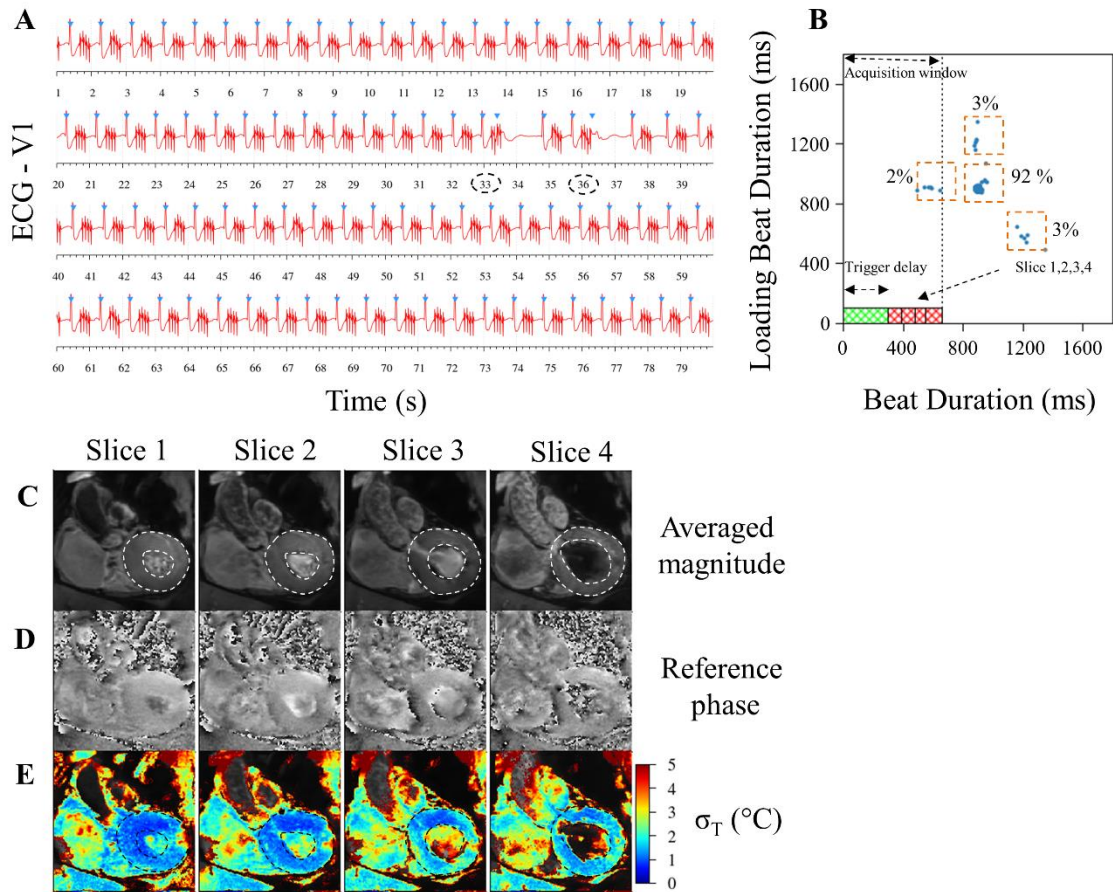 A
ECG - V1
1 2 3 4 5 6 7 8 9 10 11 12 13 14 15 16 17 18 19
20 21 22 23 24 25 26 27 28 29 30 31 32 33 34 35 36 37 38 39
40 41 42 43 44 45 46 47 48 49 50 51 52 53 54 55 56 57 58 59
60 61 62 63 64 65 66 67 68 69 70 71 72 73 74 75 76 77 78 79
Time (s)
B
Loading Beat Duration (ms)
1600
1200
800
400
0
Acquisition window
3%
2%
92 %
3%
Trigger delay
Slice 1,2,3,4
0 400 800 1200 1600
Beat Duration (ms)
Slice 1 Slice 2 Slice 3 Slice 4
C
Averaged
magnitude
D
Reference
phase
E
5
4
3
2
1
0
σT (°C)